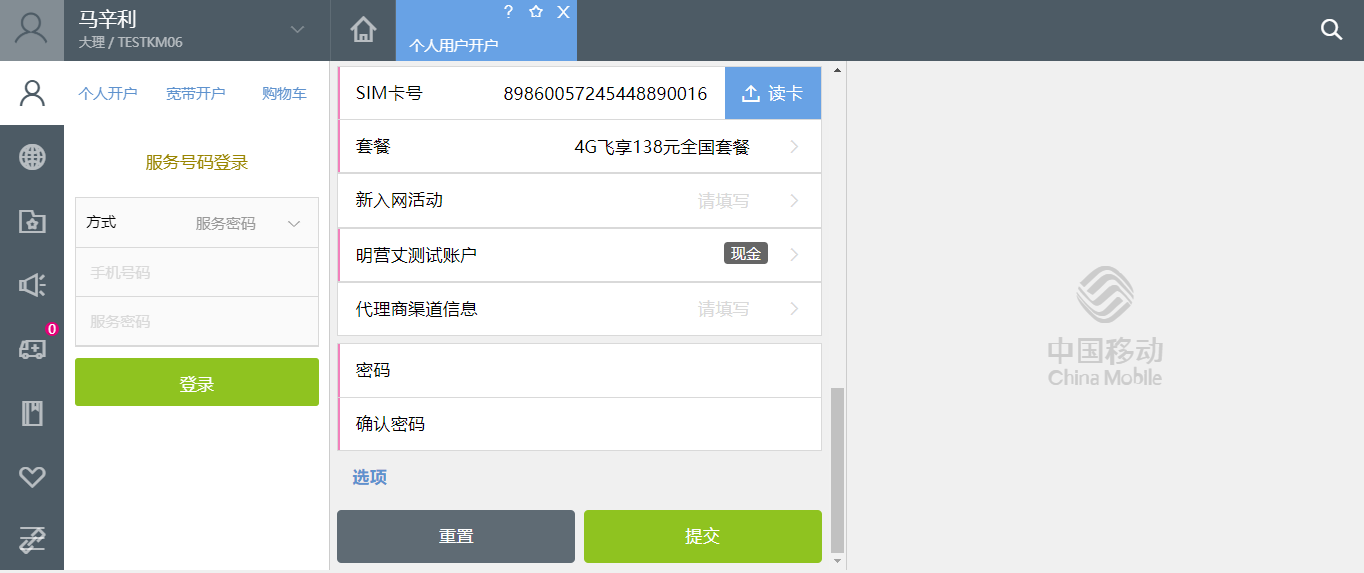 马辛利
大理 / TESTKM06
? X
个人用户开户
个人开户 宽带开户 购物车
服务号码登录
方式 服务密码
手机号码
服务密码
登录
0
SIM卡号 89860057245448890016 读卡
套餐 4G飞享138元全国套餐
新入网活动 请填写
明营丈测试账户 现金
代理商渠道信息 请填写
密码
确认密码
选项
重置 提交
中国移动
China Mobile